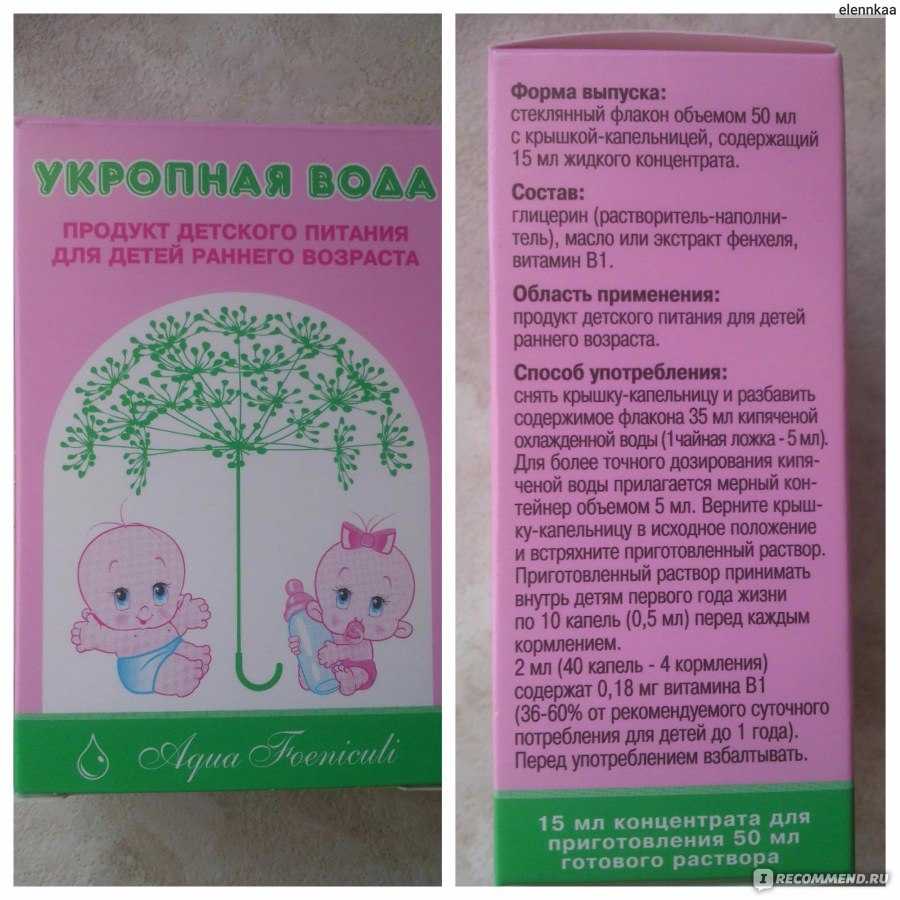 elennkaa
УКРОПНАЯ ВОДА
ПРОДУКТ ДЕТСКОГО ПИТАНИЯ
ДЛЯ ДЕТЕЙ РАННЕГО ВОЗРАСТА
Aqua Foeniculi
Форма выпуска:
стеклянный флакон объемом 50 мл
с крышкой-капельницей, содержащий
15 мл жидкого концентрата.
Состав:
глицерин (растворитель-наполни-
тель), масло или экстракт фенхеля,
витамин В1.
Область применения:
продукт детского питания для детей
раннего возраста.
Способ употребления:
снять крышку-капельницу и разбавить
содержимое флакона 35 мл кипяченой
охлажденной воды (1чайная ложка - 5 мл).
Для более точного дозирования кипя-
ченой воды прилагается мерный кон-
тейнер объемом 5 мл. Верните крыш-
ку-капельницу в исходное положение
и встряхните приготовленный раствор.
Приготовленный раствор принимать
внутрь детям первого года жизни
по 10 капель (0,5 мл) перед каждым
кормлением.
2 мл (40 капель - 4 кормления)
содержат 0,18 мг витамина В1
(36-60% от рекомендуемого суточного
потребления для детей до 1 года).
Перед употреблением взбалтывать.
15 мл концентрата для
приготовления 50 мл
готового раствора
IRECOMMEND.RU